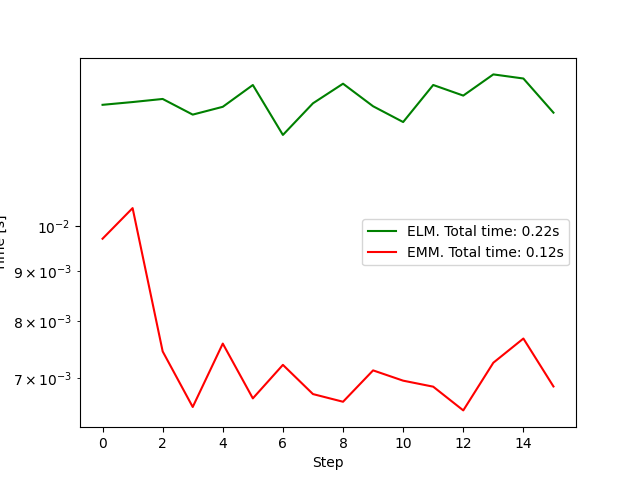 Time [s]
10⁻²
9 × 10⁻³
8 × 10⁻³
7 × 10⁻³
ELM. Total time: 0.22s
EMM. Total time: 0.12s
0 2 4 6 8 10 12 14
Step